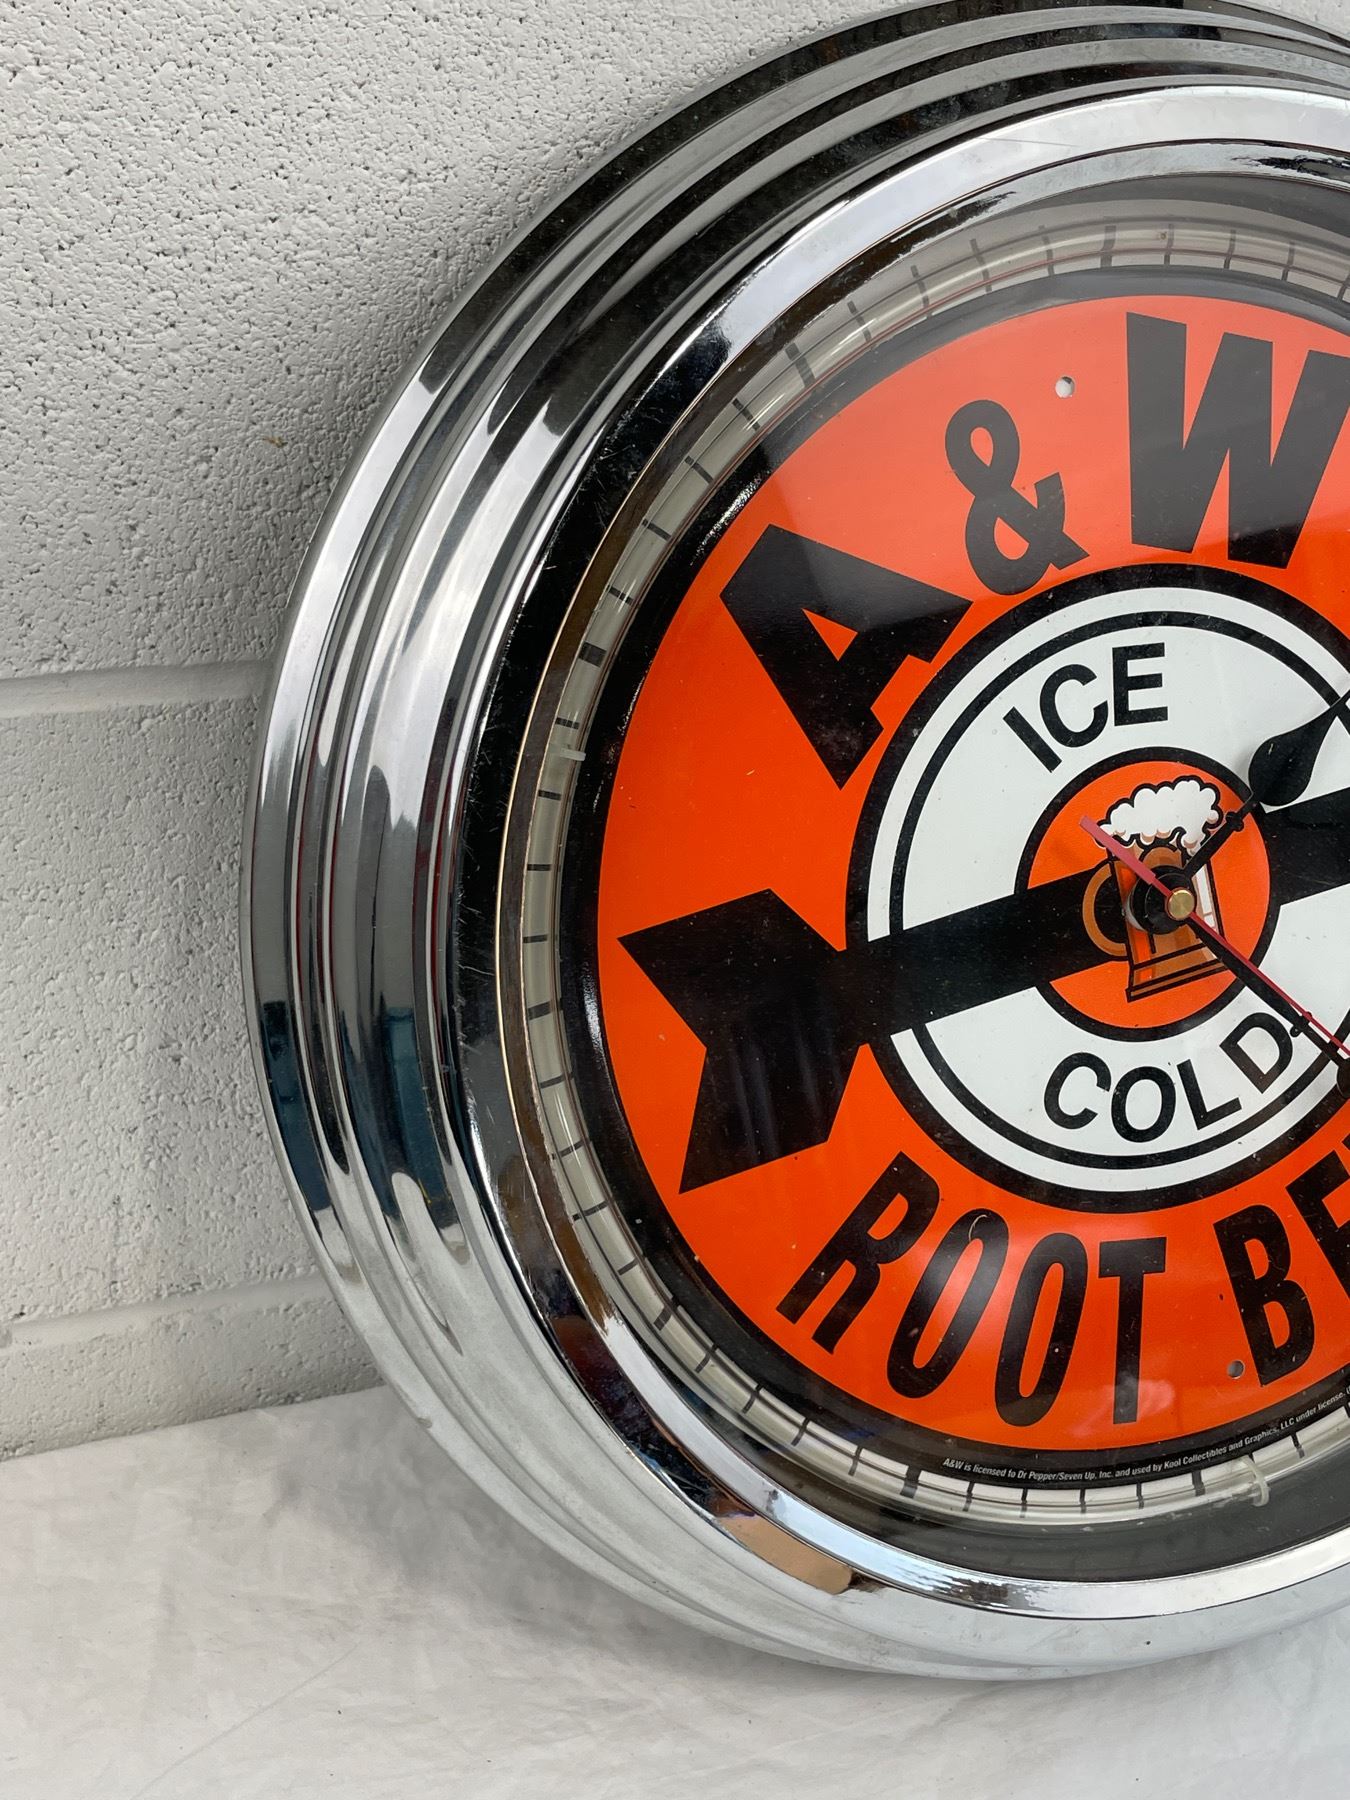 A&W
ICE
COLD
ROOT BE
A&W is licensed to Dr Pepper/Seven Up, Inc. and used by Kool Collectibles and Graphics, LLC under license.